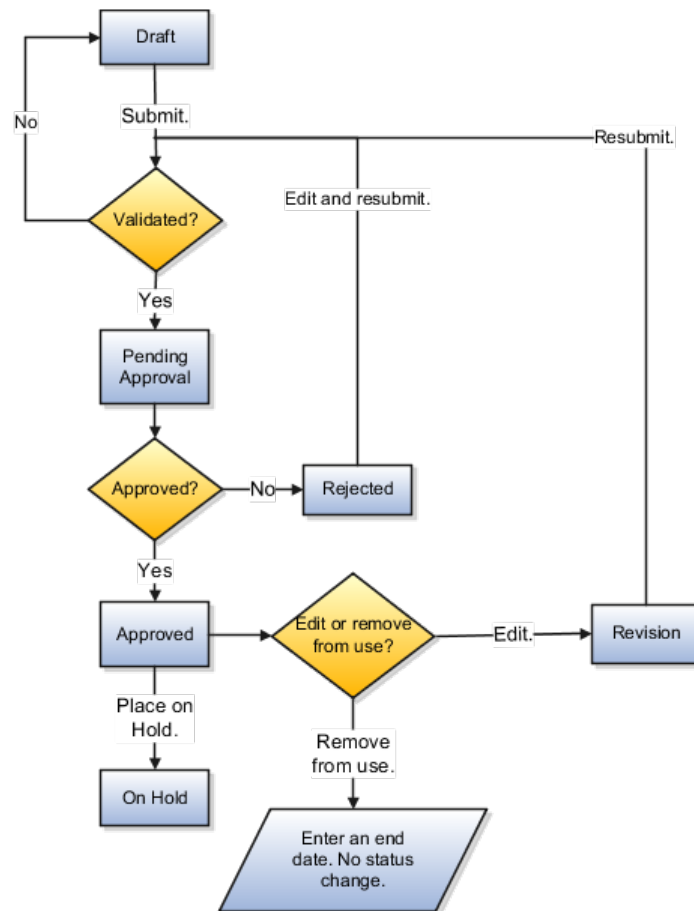 Draft
No
Submit.
Resubmit.
Edit and resubmit.
Validated?
Yes
Pending
Approval
Approved?
No
Rejected
Yes
Approved
Edit or remove
from use?
Edit.
Revision
Place on
Hold.
Remove
from use.
On Hold
Enter an end
date. No status
change.